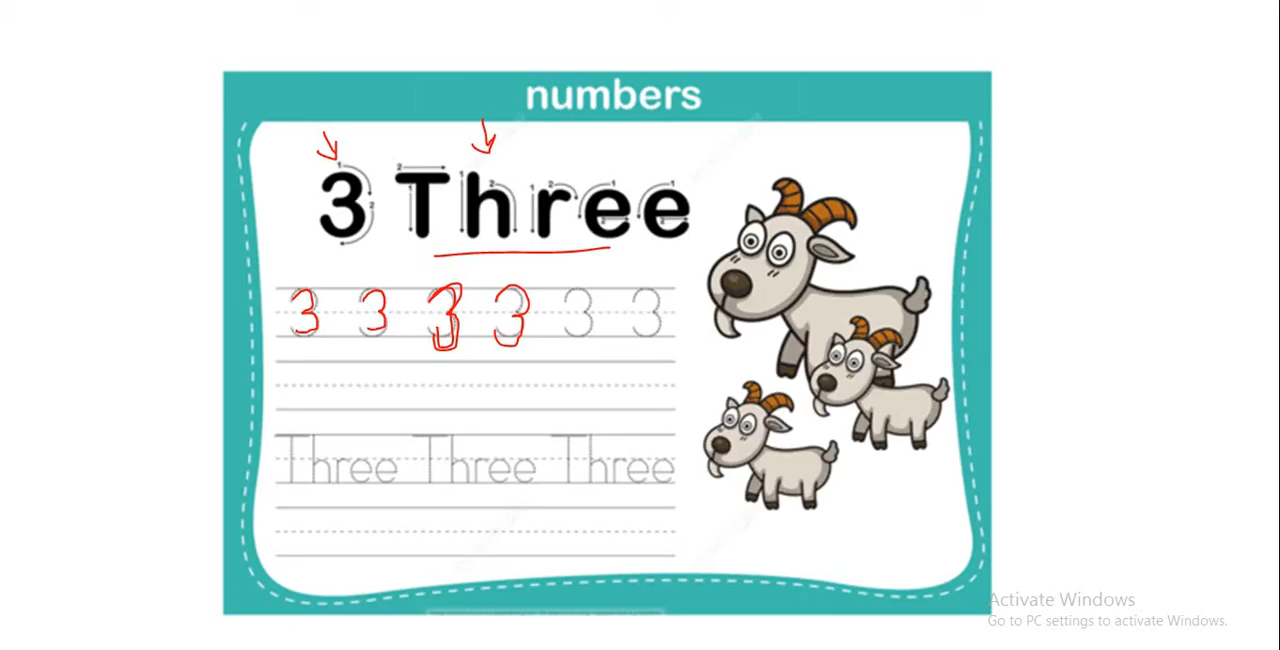 numbers
3 Three
3 3 3 3 3 3
Three Three Three
Activate Windows
Go to PC settings to activate Windows.